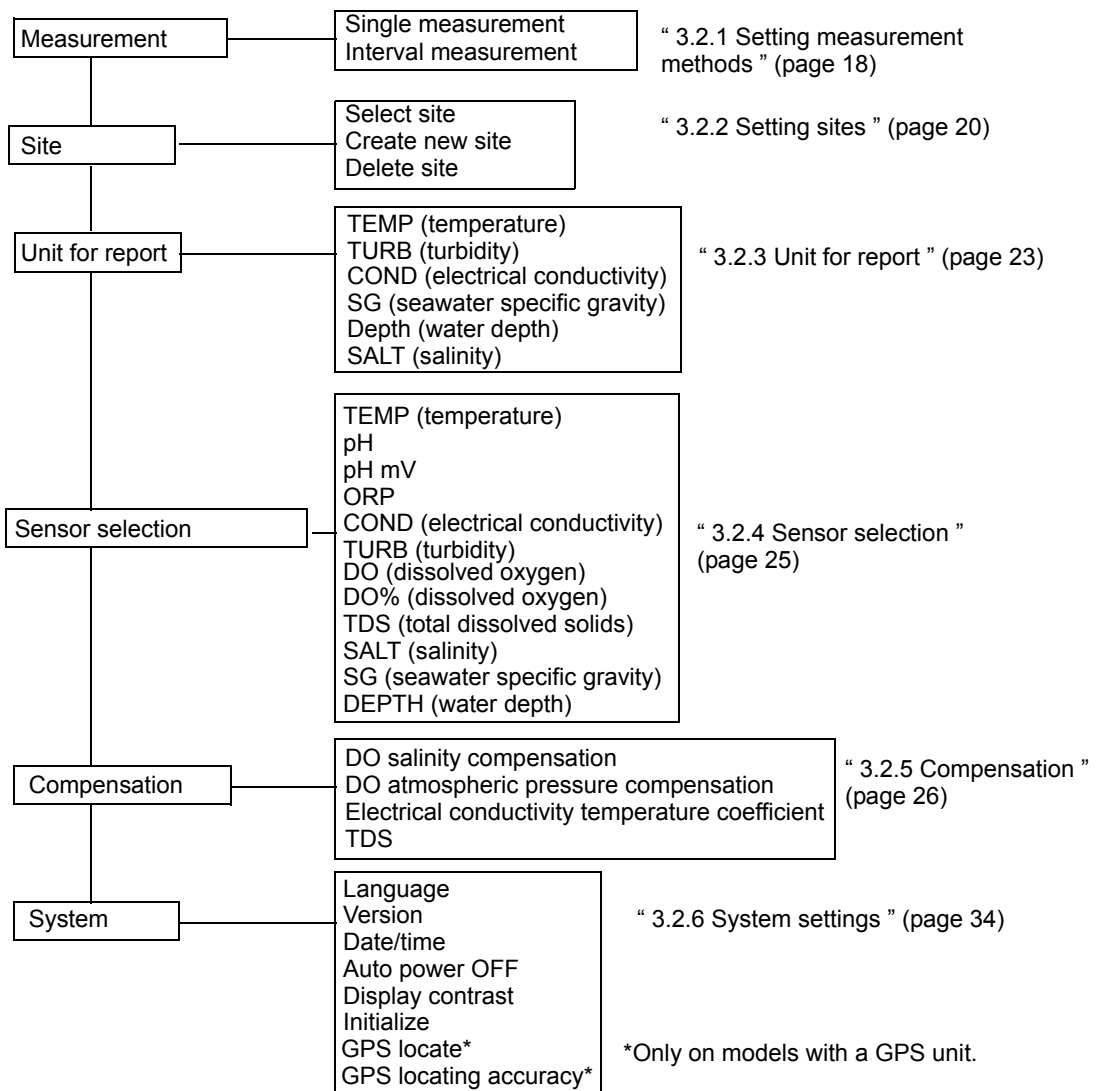 Measurement
Single measurement
Interval measurement
“ 3.2.1 Setting measurement
methods ” (page 18)
Site
Select site
Create new site
Delete site
“ 3.2.2 Setting sites ” (page 20)
Unit for report
TEMP (temperature)
TURB (turbidity)
COND (electrical conductivity)
SG (seawater specific gravity)
Depth (water depth)
SALT (salinity)
“ 3.2.3 Unit for report ” (page 23)
Sensor selection
TEMP (temperature)
pH
pH mV
ORP
COND (electrical conductivity)
TURB (turbidity)
DO (dissolved oxygen)
DO% (dissolved oxygen)
TDS (total dissolved solids)
SALT (salinity)
SG (seawater specific gravity)
DEPTH (water depth)
“ 3.2.4 Sensor selection ”
(page 25)
Compensation
DO salinity compensation
DO atmospheric pressure compensation
Electrical conductivity temperature coefficient
TDS
“ 3.2.5 Compensation ”
(page 26)
System
Language
Version
Date/time
Auto power OFF
Display contrast
Initialize
GPS locate*
GPS locating accuracy*
“ 3.2.6 System settings ” (page 34)
*Only on models with a GPS unit.